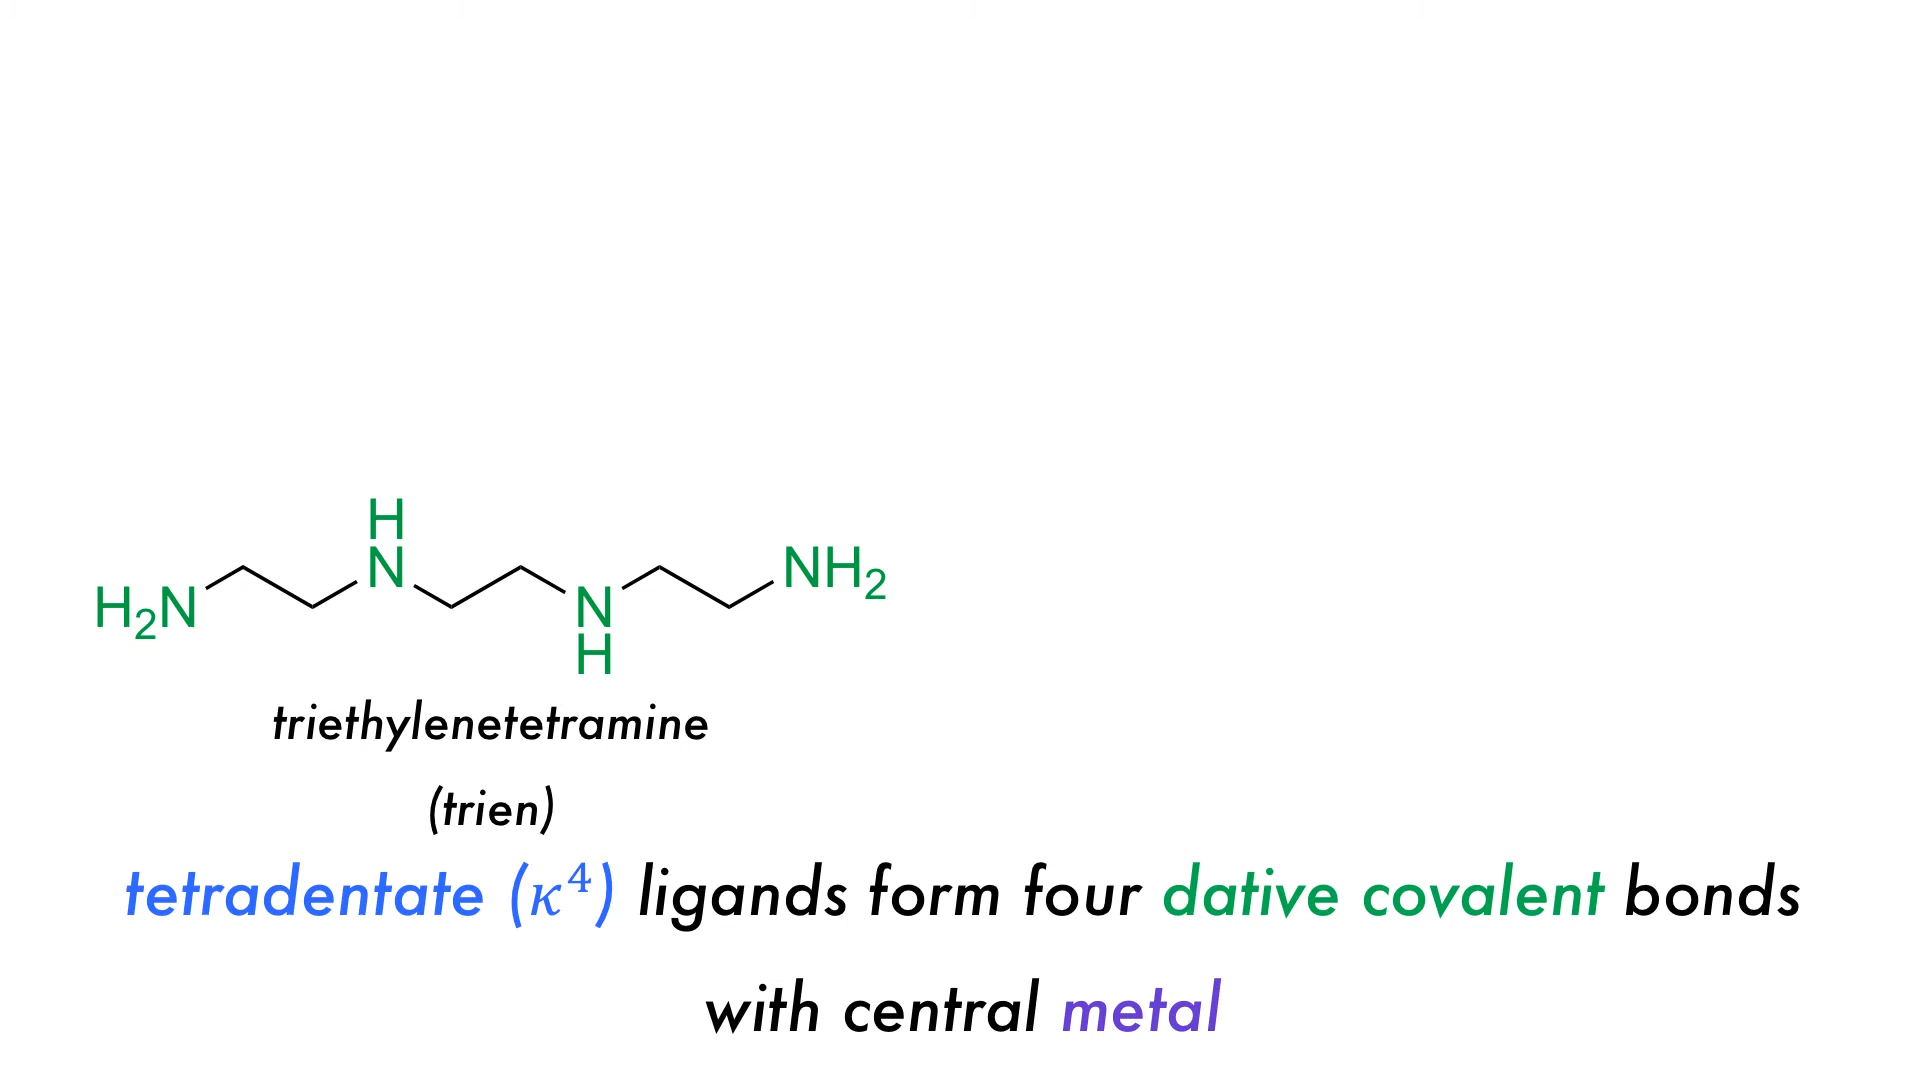 H
N
NH₂
H₂N
N
H
triethylenetetramine
(trien)
tetradentate (κ⁴) ligands form four dative covalent bonds
with central metal